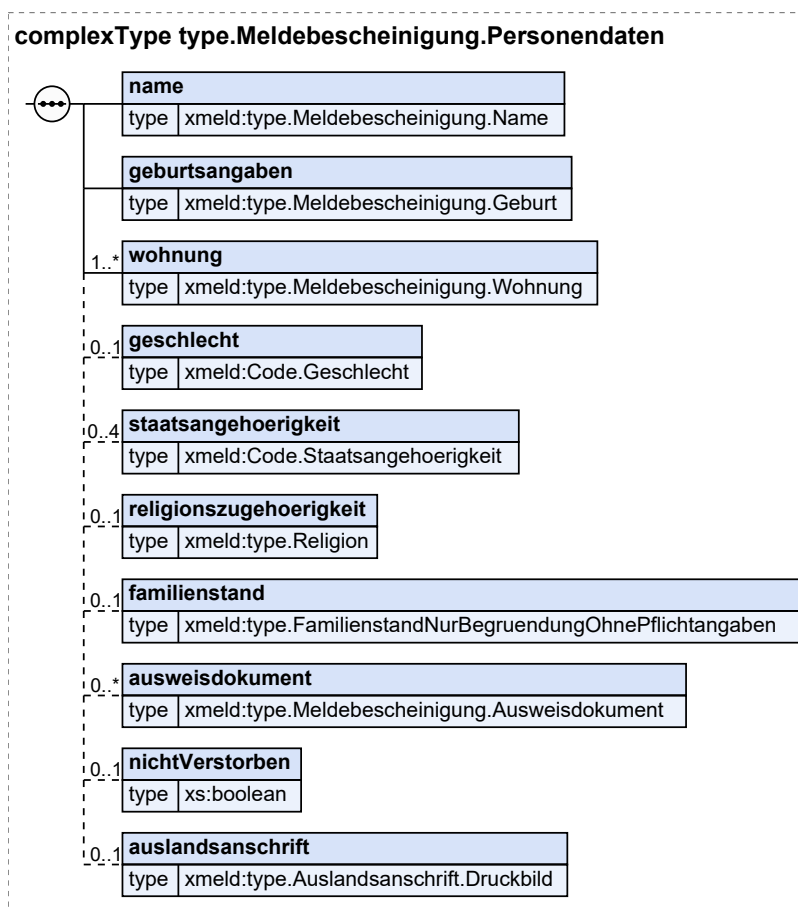 complexType type.Meldebescheinigung.Personendaten
name
type xmeld:type.Meldebescheinigung.Name
geburtsangaben
type xmeld:type.Meldebescheinigung.Geburt
1..* wohnung
type xmeld:type.Meldebescheinigung.Wohnung
0..1 geschlecht
type xmeld:Code.Geschlecht
0..4 staatsangehoerigkeit
type xmeld:Code.Staatsangehoerigkeit
0..1 religionszugehoerigkeit
type xmeld:type.Religion
0..1 familienstand
type xmeld:type.FamilienstandNurBegruendungOhnePflichtangaben
0..* ausweisdokument
type xmeld:type.Meldebescheinigung.Ausweisdokument
0..1 nichtVerstorben
type xs:boolean
0..1 auslandsanschrift
type xmeld:type.Auslandsanschrift.Druckbild